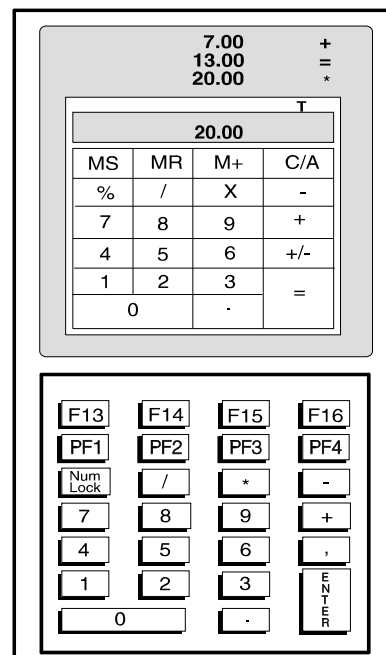 7.00 +
13.00 =
20.00 *
T
20.00
MS MR M+ C/A
% / X -
7 8 9 +
4 5 6 +/-
1 2 3 =
0 .
F13 F14 F15 F16
PF1 PF2 PF3 PF4
Num Lock / * -
7 8 9 +
4 5 6 ,
1 2 3 ENTER
0 .